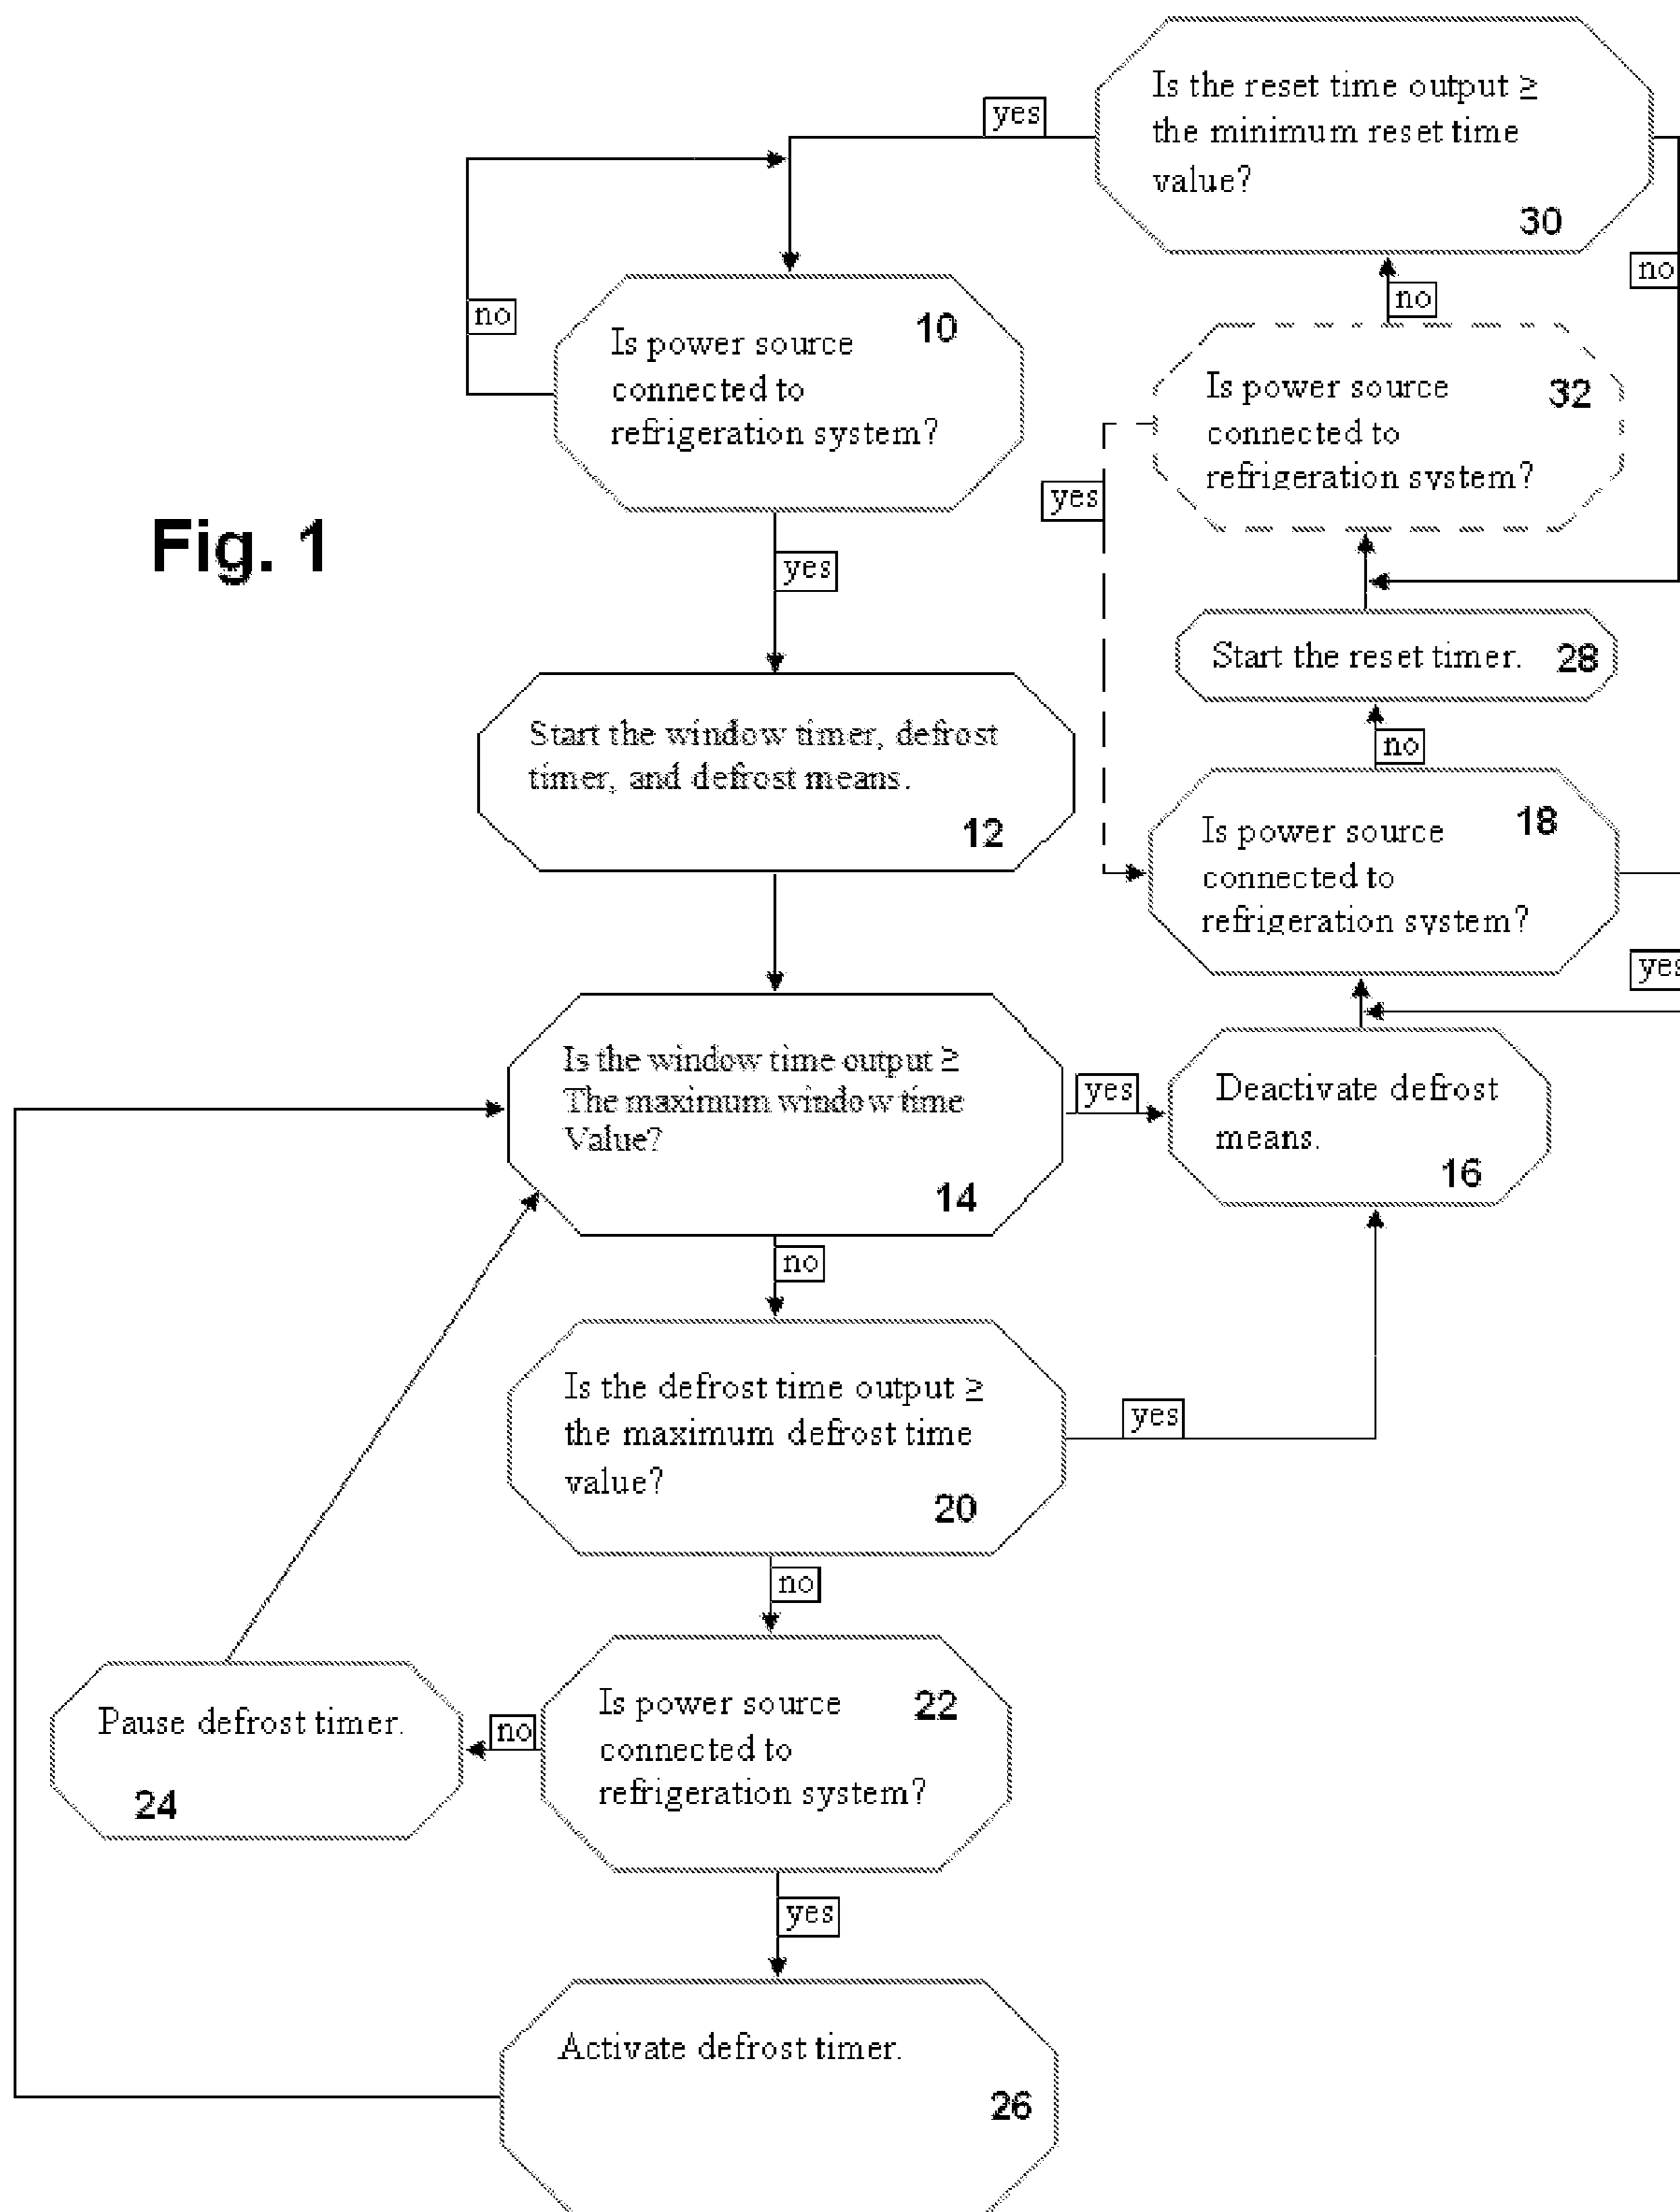 Is the reset time output ≥
the minimum reset time
value?
30
yes
no
no
no
Is power source
connected to
refrigeration system?
10
Is power source
connected to
refrigeration system?
32
yes
Fig. 1
yes
Start the reset timer. 28
no
Start the window timer, defrost
timer, and defrost means.
12
Is power source
connected to
refrigeration system?
18
yes
Is the window time output ≥
The maximum window time
Value?
14
yes
Deactivate defrost
means.
16
no
Is the defrost time output ≥
the maximum defrost time
value?
20
yes
no
Is power source
connected to
refrigeration system?
22
no
Pause defrost timer.
24
yes
Activate defrost timer.
26